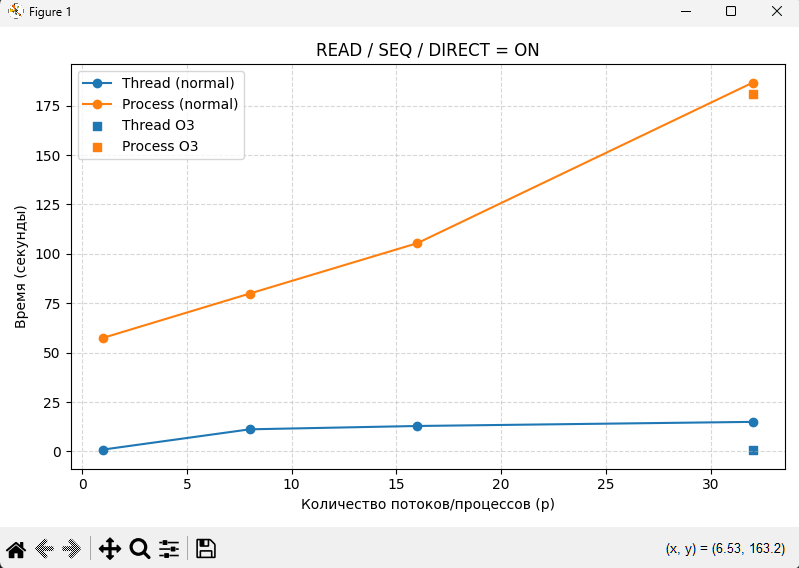 Figure 1
READ / SEQ / DIRECT = ON
Thread (normal)
Process (normal)
Thread O3
Process O3
175
150
125
100
75
50
25
0
Время (секунды)
0 5 10 15 20 25 30
Количество потоков/процессов (p)
(x, y) = (6.53, 163.2)